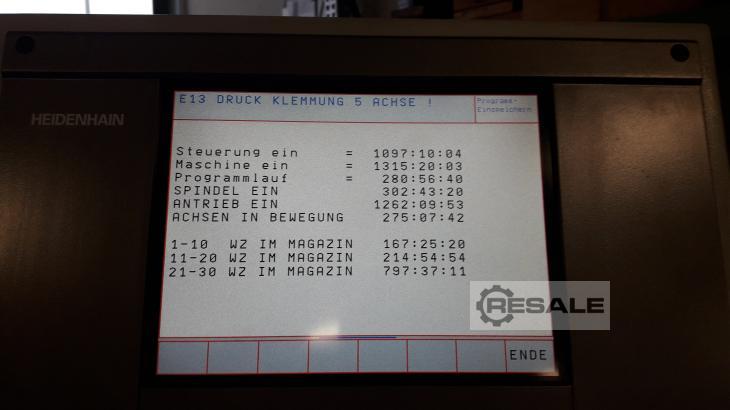 HEIDENHAIN
E13 DRUCK KLEMMUNG 5 ACHSE !
Programm-
Einspeichern
Steuerung ein = 1097:10:04
Maschine ein = 1315:20:03
Programmlauf = 280:56:40
SPINDEL EIN 302:43:20
ANTRIEB EIN 1262:09:53
ACHSEN IN BEWEGUNG 275:07:42
1-10 WZ IM MAGAZIN 167:25:20
11-20 WZ IM MAGAZIN 214:54:54
21-30 WZ IM MAGAZIN 797:37:11
RESALE
ENDE